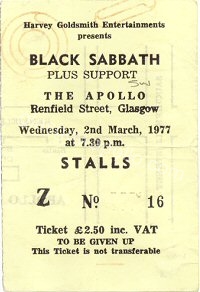 Harvey Goldsmith Entertainments
presents
BLACK SABBATH
PLUS SUPPORT
THE APOLLO
Renfield Street, Glasgow
Wednesday, 2nd March, 1977
at 7.30 p.m.
STALLS
Z No 16
Ticket £2.50 inc. VAT
TO BE GIVEN UP
This Ticket is not transferable